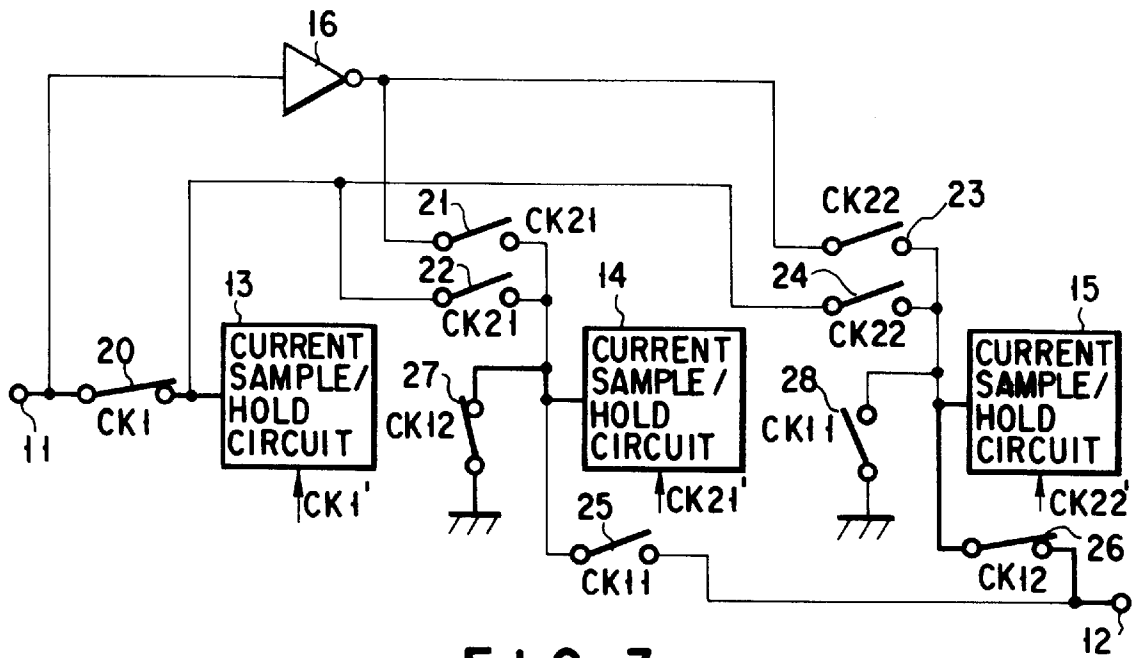 16
21
CK21
22
CK21
CK22
23
24
CK22
13
CURRENT
SAMPLE/
HOLD
CIRCUIT
CK1'
20
CK1
11
27
CK12
14
CURRENT
SAMPLE/
HOLD
CIRCUIT
CK21'
25
CK11
28
CK11
15
CURRENT
SAMPLE/
HOLD
CIRCUIT
CK22'
26
CK12
12